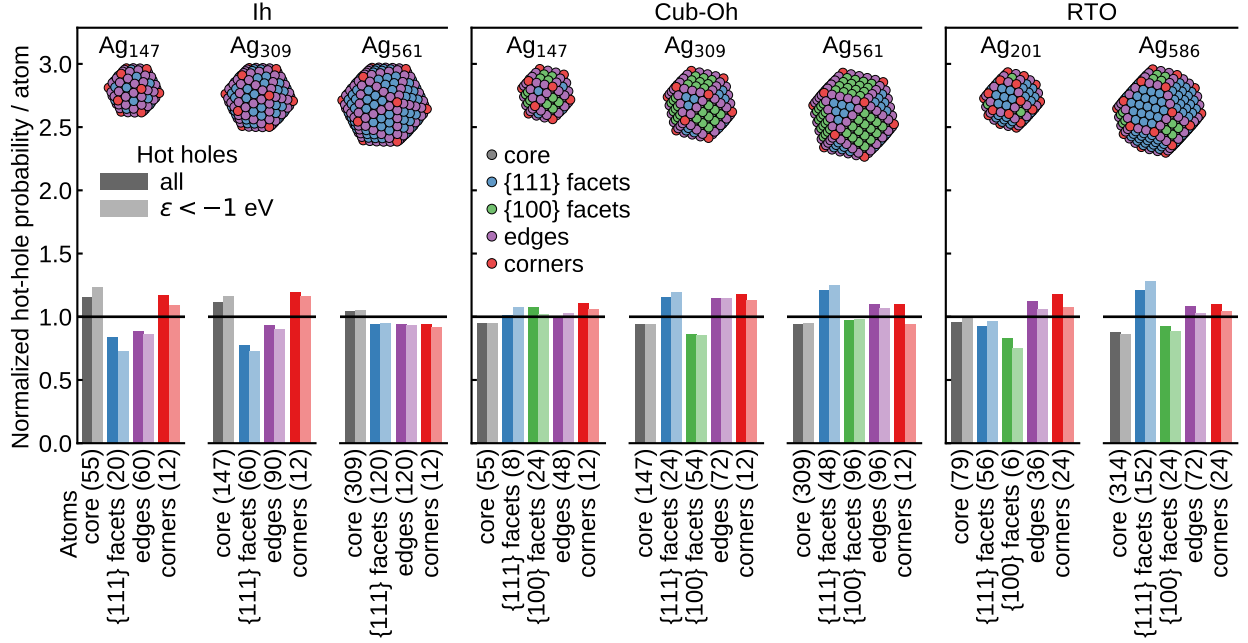 Ih
Cub-Oh
RTO
Ag147
Ag309
Ag561
Ag147
Ag309
Ag561
Ag201
Ag586
Normalized hot-hole probability / atom
3.0
2.5
2.0
1.5
1.0
0.5
0.0
Hot holes
all
ε < −1 eV
core
{111} facets
{100} facets
edges
corners
Atoms
core (55)
{111} facets (20)
edges (60)
corners (12)
core (147)
{111} facets (60)
edges (90)
corners (12)
core (309)
{111} facets (120)
edges (120)
corners (12)
core (55)
{111} facets (8)
{100} facets (24)
edges (48)
corners (12)
core (147)
{111} facets (24)
{100} facets (54)
edges (72)
corners (12)
core (309)
{111} facets (48)
{100} facets (96)
edges (96)
corners (12)
core (79)
{111} facets (56)
{100} facets (6)
edges (36)
corners (24)
core (314)
{111} facets (152)
{100} facets (24)
edges (72)
corners (24)